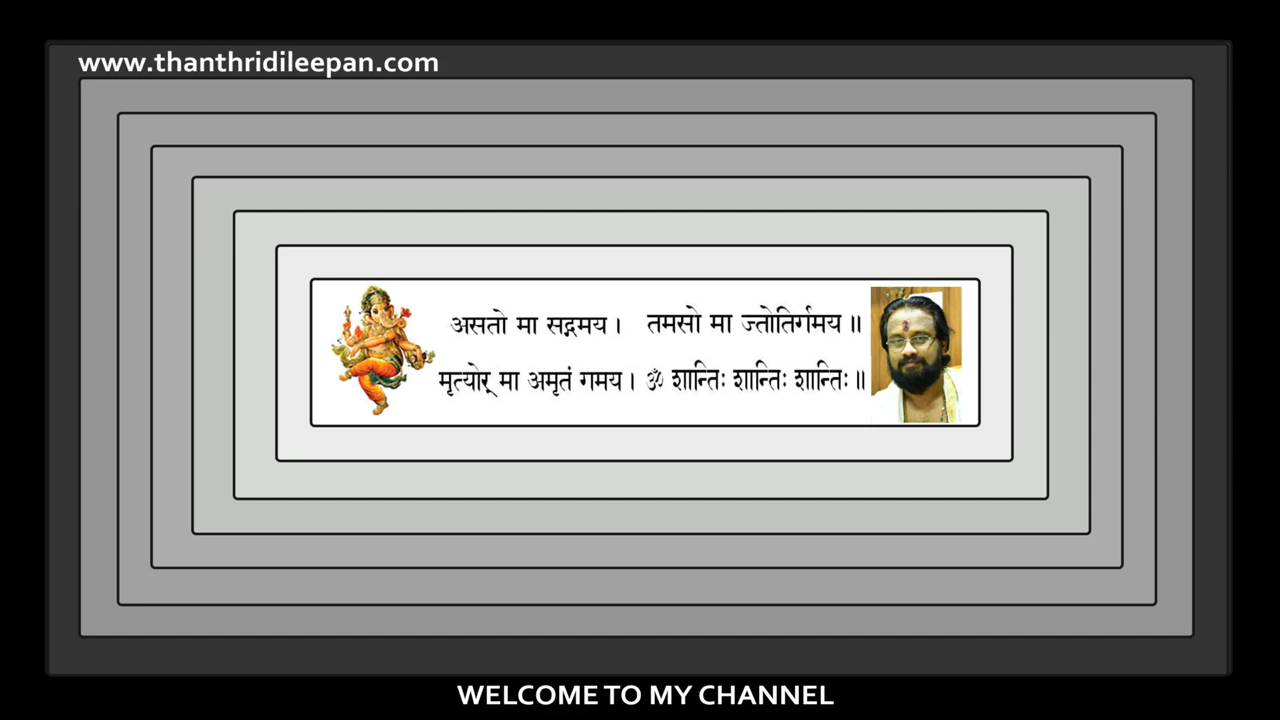 www.thanthridileepan.com
असतो मा सद्गमय। तमसो मा ज्तोतिर्गमय॥
मृत्योर् मा अमृतं गमय। ॐ शान्तिः शान्तिः शान्तिः॥
WELCOME TO MY CHANNEL